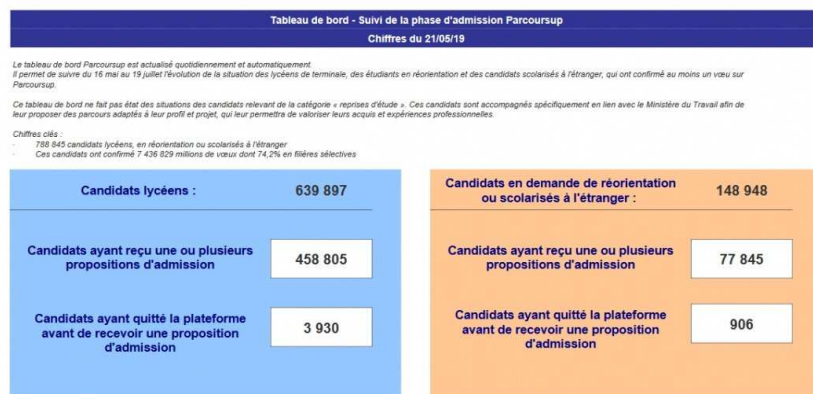 Tableau de bord - Suivi de la phase d'admission Parcoursup
Chiffres du 21/05/19
Le tableau de bord Parcoursup est actualisé quotidiennement et automatiquement.
Il permet de suivre du 16 mai au 19 juillet l'évolution de la situation des lycéens de terminale, des étudiants en réorientation et des candidats scolarisés à l'étranger, qui ont confirmé au moins un vœu sur
Parcoursup.
Ce tableau de bord ne fait pas état des situations des candidats relevant de la catégorie « reprises d'étude ». Ces candidats sont accompagnés spécifiquement en lien avec le Ministère du Travail afin de
leur proposer des parcours adaptés à leur profil et projet, qui leur permettra de valoriser leurs acquis et expériences professionnelles.
Chiffres clés :
· 788 845 candidats lycéens, en réorientation ou scolarisés à l'étranger
· Ces candidats ont confirmé 7 436 829 millions de vœux dont 74,2% en filières sélectives
Candidats lycéens :
639 897
Candidats ayant reçu une ou plusieurs
propositions d'admission
458 805
Candidats ayant quitté la plateforme
avant de recevoir une proposition
d'admission
3 930
Candidats en demande de réorientation
ou scolarisés à l'étranger :
148 948
Candidats ayant reçu une ou plusieurs
propositions d'admission
77 845
Candidats ayant quitté la plateforme
avant de recevoir une proposition
d'admission
906